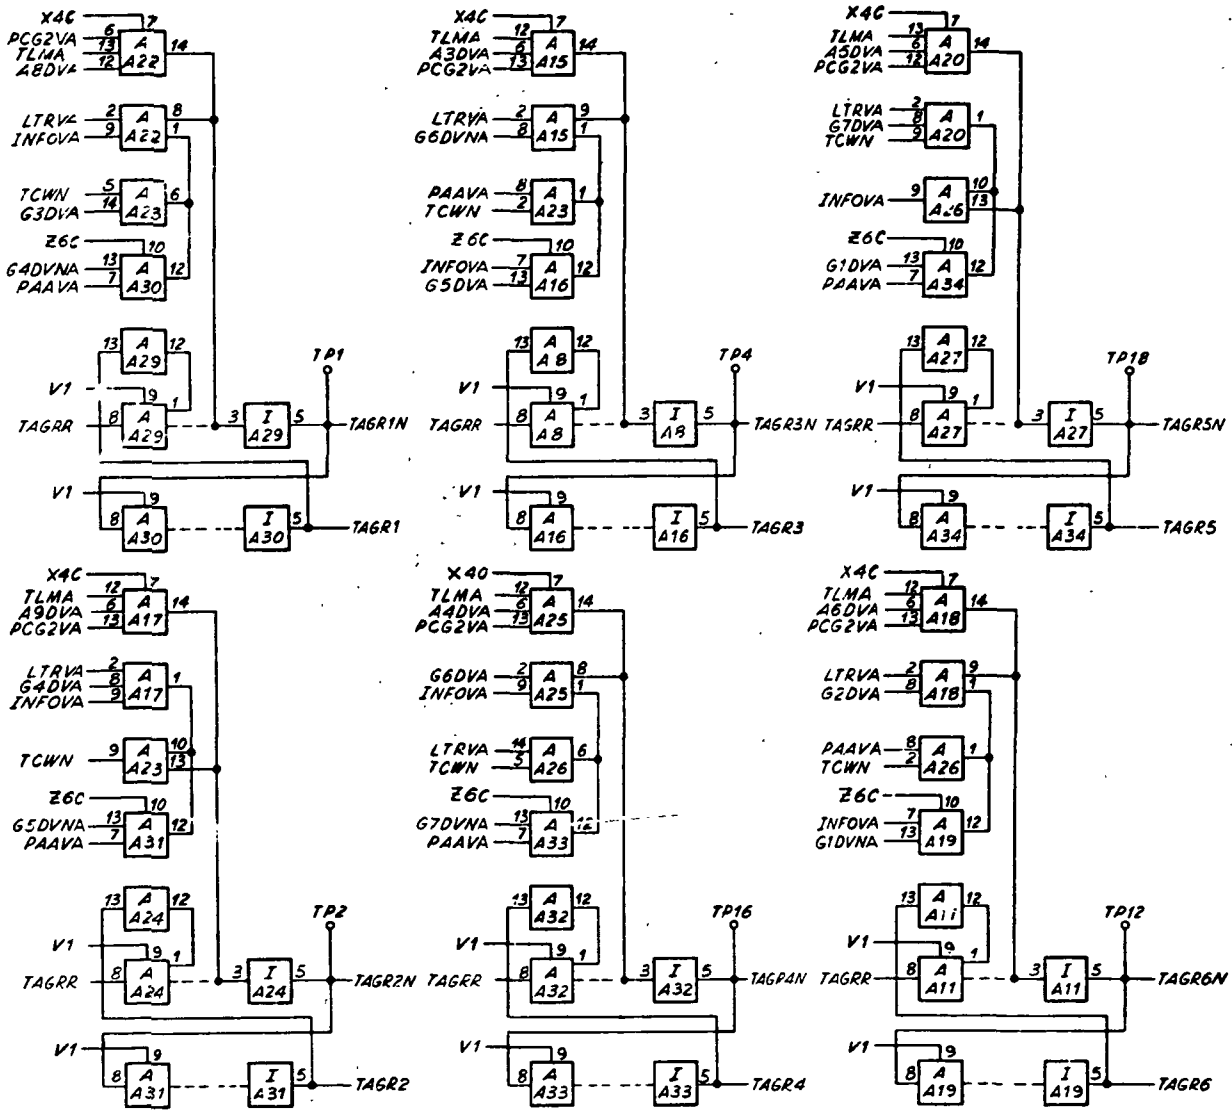 X4C
7
PCG2VA 6
TLMA 13
A8DVA 12
A
A22
14
LTRVA 2
INFOVA 9
A
A22
8
1
TCWN 5
G3DVA 14
A
A23
6
Z6C
10
G4DVNA 13
PAAVA 7
A
A30
12
13
A
A29
12
TP1
V1
9
TAGRR 8
A
A29
1
3
I
A29
5
TAGR1N
V1
9
8
A
A30
I
A30
5
TAGR1
X4C
7
TLMA 12
A3DVA 6
PCG2VA 13
A
A15
14
LTRVA 2
G6DVNA 8
A
A15
9
1
PAAVA 8
TCWN 2
A
A23
1
Z6C
10
INFOVA 7
G5DVA 13
A
A16
12
13
A
A8
12
TP4
V1
9
TAGRR 8
A
A8
1
3
I
A8
5
TAGR3N
V1
9
8
A
A16
I
A16
5
TAGR3
X4C
7
TLMA 13
A5DVA 6
PCG2VA 12
A
A20
14
LTRVA 2
G7DVA 8
TCWN 9
A
A20
1
INFOVA 9
A
A26
10
13
Z6C
10
G1DVA 13
PAAVA 7
A
A34
12
13
A
A27
12
TP18
V1
9
TAGRR 8
A
A27
1
3
I
A27
5
TAGR5N
V1
9
8
A
A34
I
A34
5
TAGR5
X4C
7
TLMA 12
A9DVA 6
PCG2VA 13
A
A17
14
LTRVA 2
G4DVA 8
INFOVA 9
A
A17
1
TCWN 9
A
A23
10
13
Z6C
10
G5DVNA 13
PAAVA 7
A
A31
12
13
A
A24
12
TP2
V1
9
TAGRR 8
A
A24
1
3
I
A24
5
TAGR2N
V1
9
8
A
A31
I
A31
5
TAGR2
X40
7
TLMA 12
A4DVA 6
PCG2VA 13
A
A25
14
G6DVA 2
INFOVA 9
A
A25
8
1
LTRVA 14
TCWN 5
A
A26
6
Z6C
10
G7DVNA 13
PAAVA 7
A
A33
12
13
A
A32
12
TP16
V1
9
TAGRR 8
A
A32
1
3
I
A32
5
TAGR4N
V1
9
8
A
A33
I
A33
5
TAGR4
X4C
7
TLMA 12
A6DVA 6
PCG2VA 13
A
A18
14
LTRVA 2
G2DVA 8
A
A18
9
1
PAAVA 8
TCWN 2
A
A26
1
Z6C
10
INFOVA 7
G1DVNA 13
A
A19
12
13
A
A11
12
TP12
V1
9
TAGRR 8
A
A11
1
3
I
A11
5
TAGR6N
V1
9
8
A
A19
I
A19
5
TAGR6